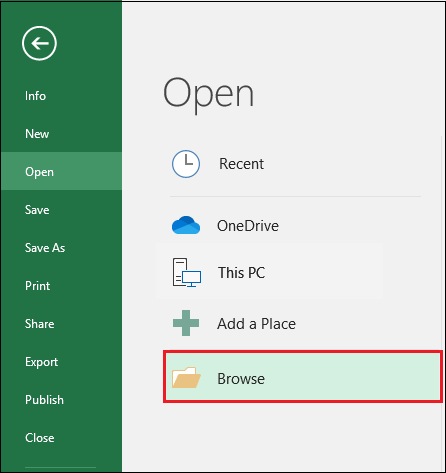 Info
New
Open
Save
Save As
Print
Share
Export
Publish
Close
Open
Recent
OneDrive
This PC
Add a Place
Browse